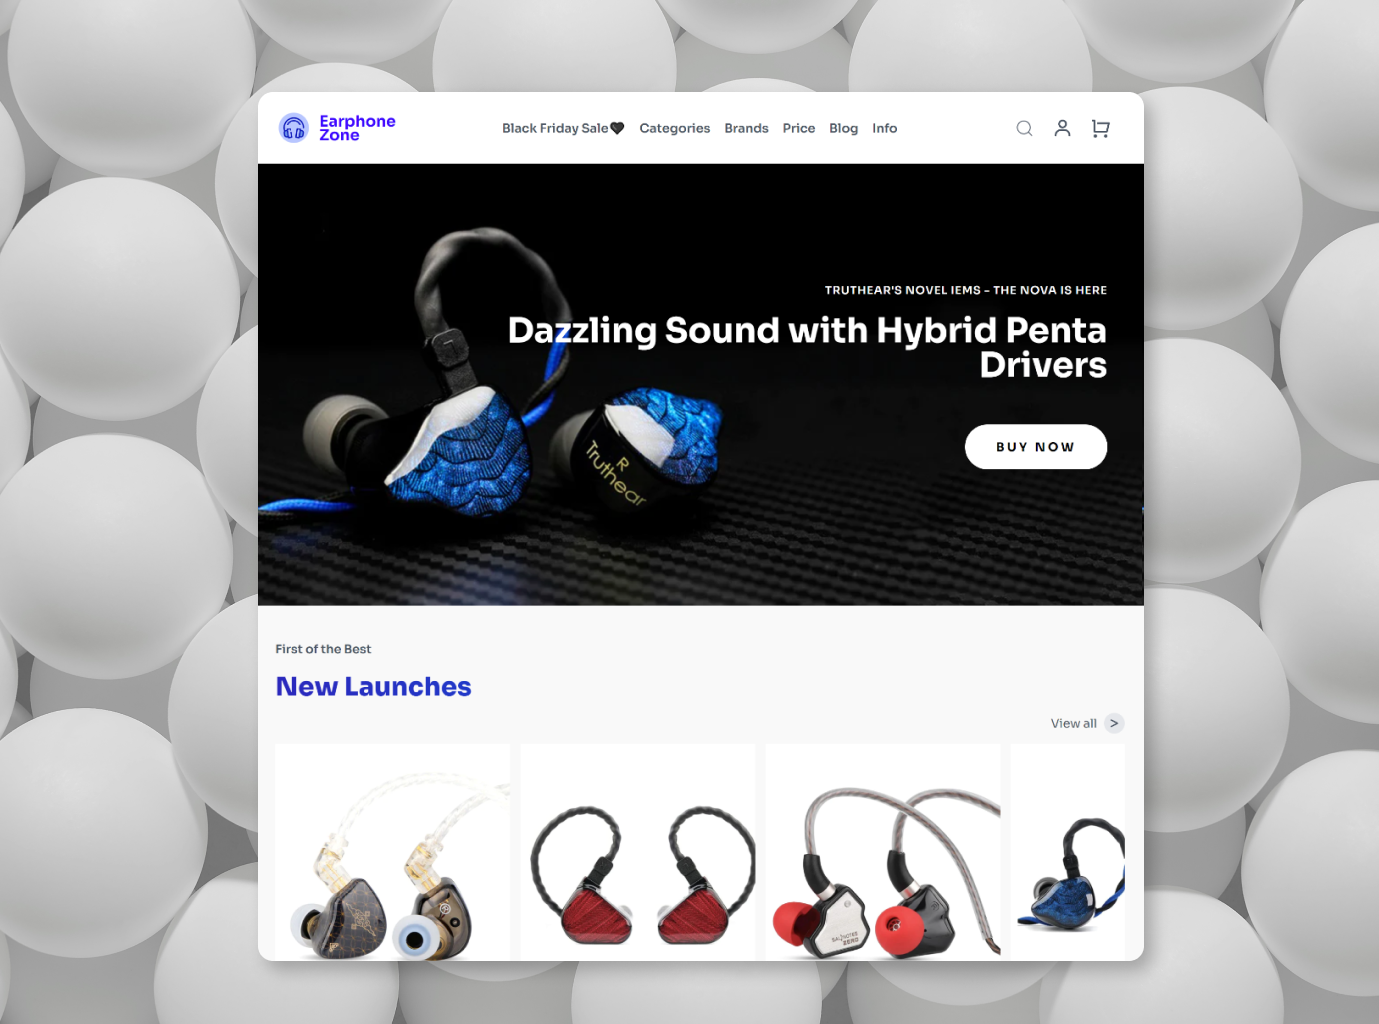 Earphone
Zone
Black Friday Sale🖤 Categories Brands Price Blog Info
TRUTHEAR'S NOVEL IEMS – THE NOVA IS HERE
Dazzling Sound with Hybrid Penta
Drivers
BUY NOW
R
Truthear
First of the Best
New Launches
View all >
ZERO